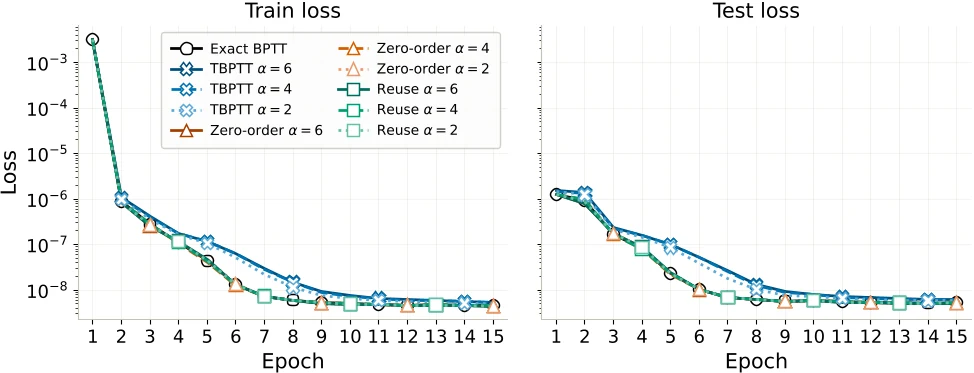 Train loss
Test loss
Loss
10⁻³
10⁻⁴
10⁻⁵
10⁻⁶
10⁻⁷
10⁻⁸
Exact BPTT
TBPTT α = 6
TBPTT α = 4
TBPTT α = 2
Zero-order α = 6
Zero-order α = 4
Zero-order α = 2
Reuse α = 6
Reuse α = 4
Reuse α = 2
1 2 3 4 5 6 7 8 9 10 11 12 13 14 15
1 2 3 4 5 6 7 8 9 10 11 12 13 14 15
Epoch
Epoch